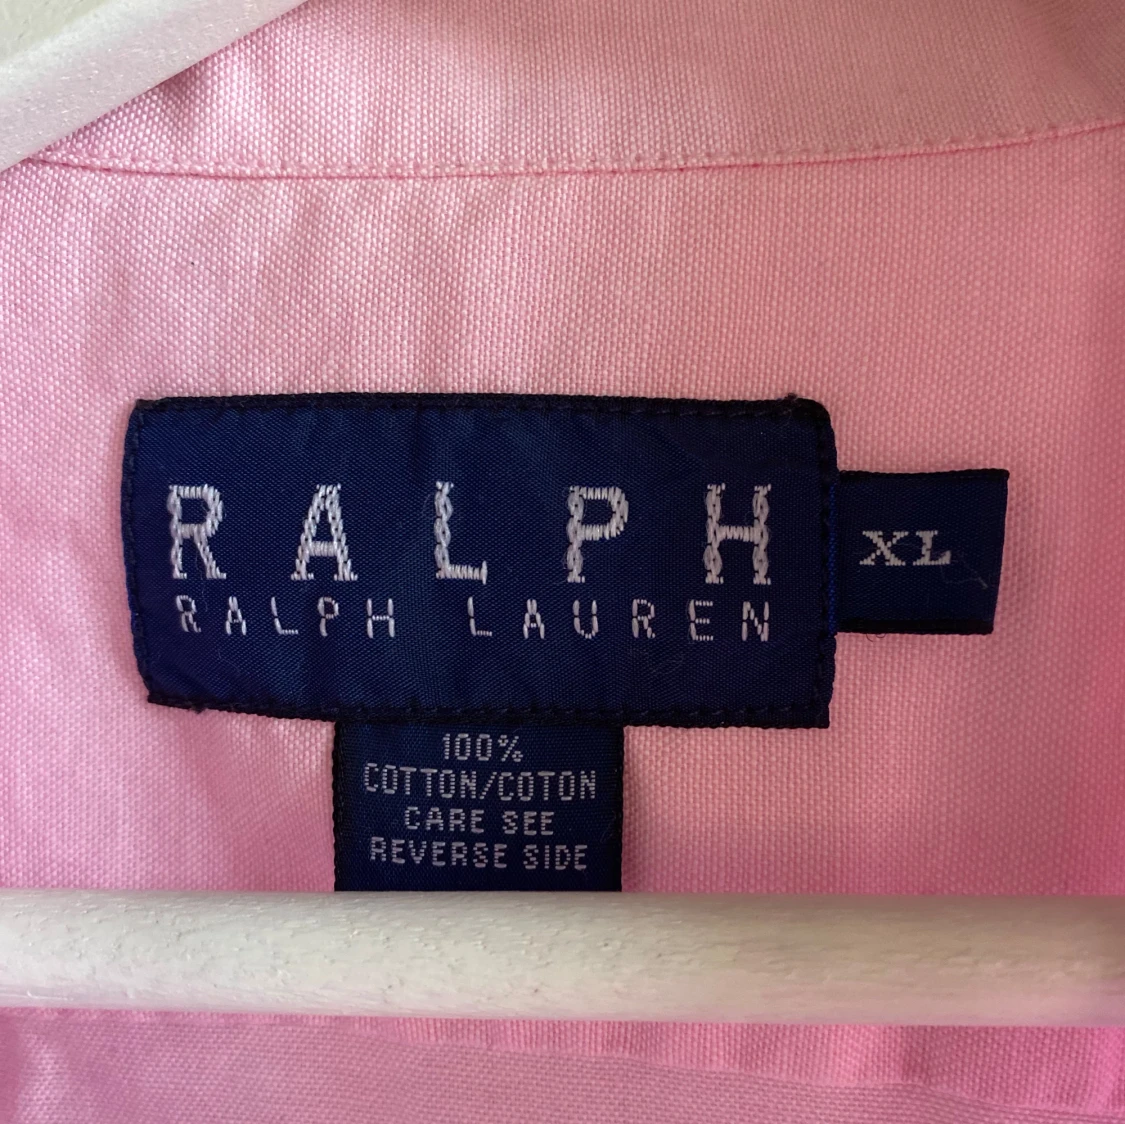 RALPH
RALPH LAUREN
XL
100%
COTTON/COTON
CARE SEE
REVERSE SIDE